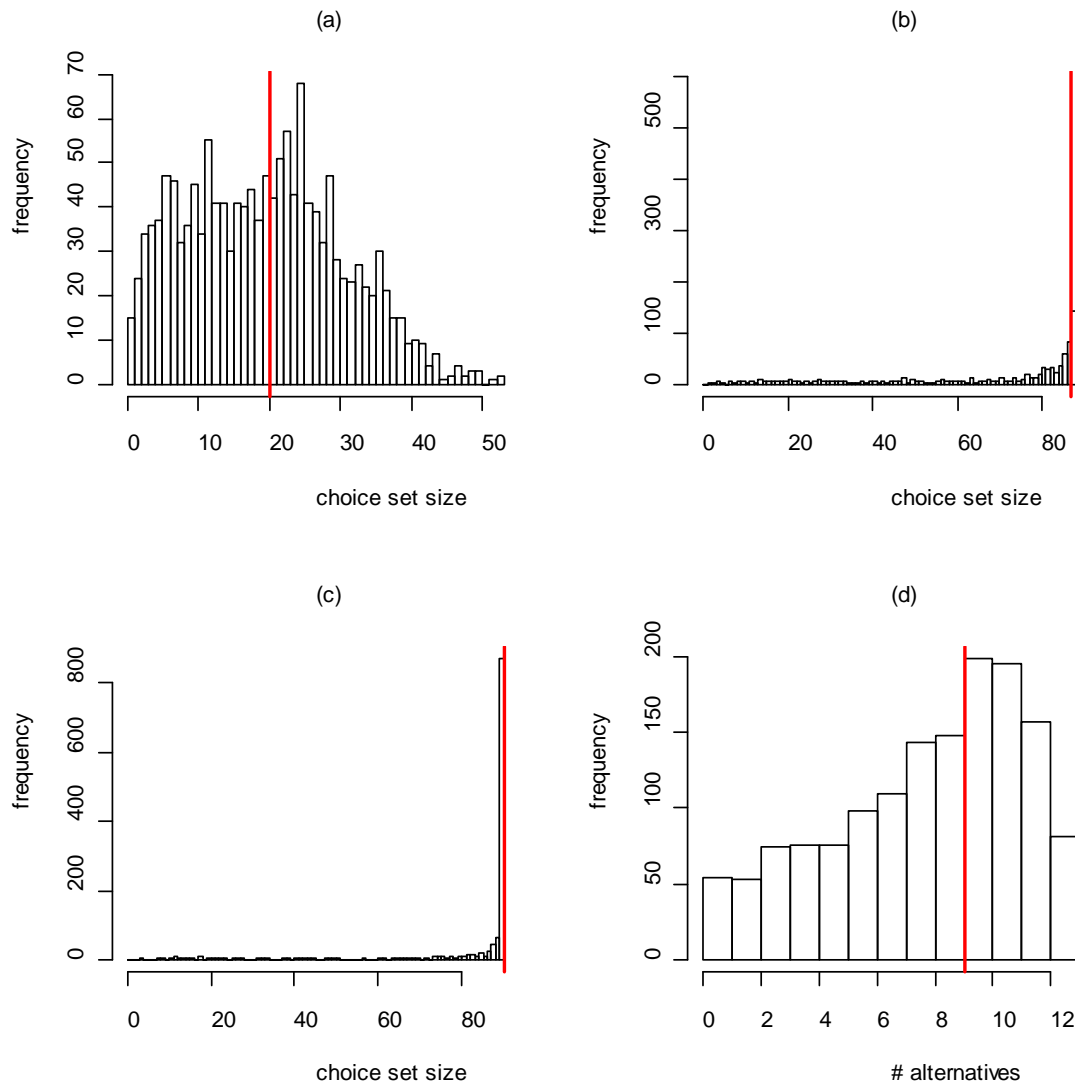 (a)
frequency
0 10 20 30 40 50 60 70
0 10 20 30 40 50
choice set size
(b)
frequency
0 100 300 500
0 20 40 60 80
choice set size
(c)
frequency
0 200 400 600 800
0 20 40 60 80
choice set size
(d)
frequency
0 50 100 150 200
0 2 4 6 8 10 12
# alternatives